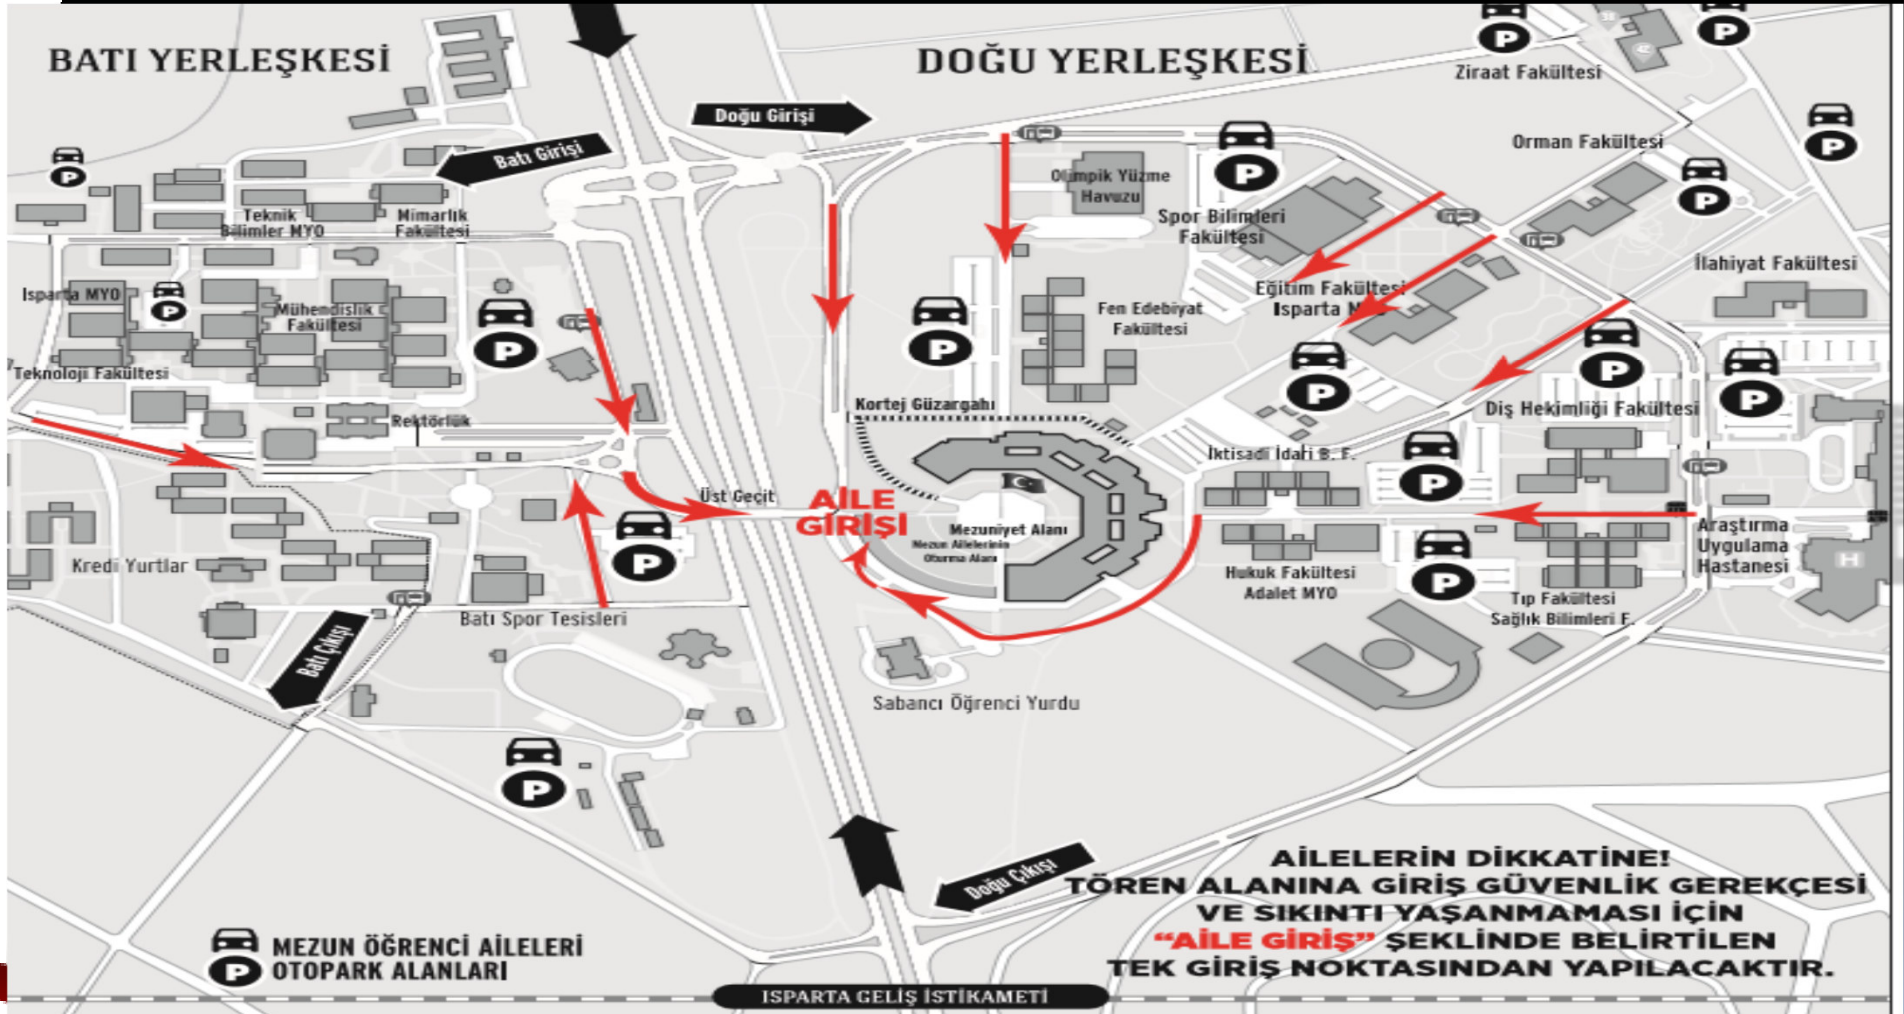 BATI YERLEŞKESİ
DOĞU YERLEŞKESİ
Ziraat Fakültesi
Doğu Girişi
Batı Girişi
Orman Fakültesi
Olimpik Yüzme
Havuzu
Spor Bilimleri
Fakültesi
Teknik
Bilimler MYO
Mimarlık
Fakültesi
İlahiyat Fakültesi
Eğitim Fakültesi
Isparta
Isparta MYO
Mühendislik
Fakültesi
Fen Edebiyat
Fakültesi
Teknoloji Fakültesi
Rektörlük
Kortej Güzargahı
Diş Hekimliği Fakültesi
İktisadi İdari B. F.
Üst Geçit
AİLE
GİRİŞİ
Mezuniyet Alanı
Mezun Ailelerinin
Oturma Alanı
Araştırma
Uygulama
Hastanesi
H
Kredi Yurtlar
Hukuk Fakültesi
Adalet MYO
Tıp Fakültesi
Sağlık Bilimleri F.
Batı Spor Tesisleri
Batı Çıkışı
Sabancı Öğrenci Yurdu
Doğu Çıkışı
AİLELERİN DİKKATİNE!
TÖREN ALANINA GİRİŞ GÜVENLİK GEREKÇESİ
VE SIKINTI YAŞANMAMASI İÇİN
“AİLE GİRİŞ” ŞEKLİNDE BELİRTİLEN
TEK GİRİŞ NOKTASINDAN YAPILACAKTIR.
P MEZUN ÖĞRENCİ AİLELERİ
OTOPARK ALANLARI
ISPARTA GELİŞ İSTİKAMETİ